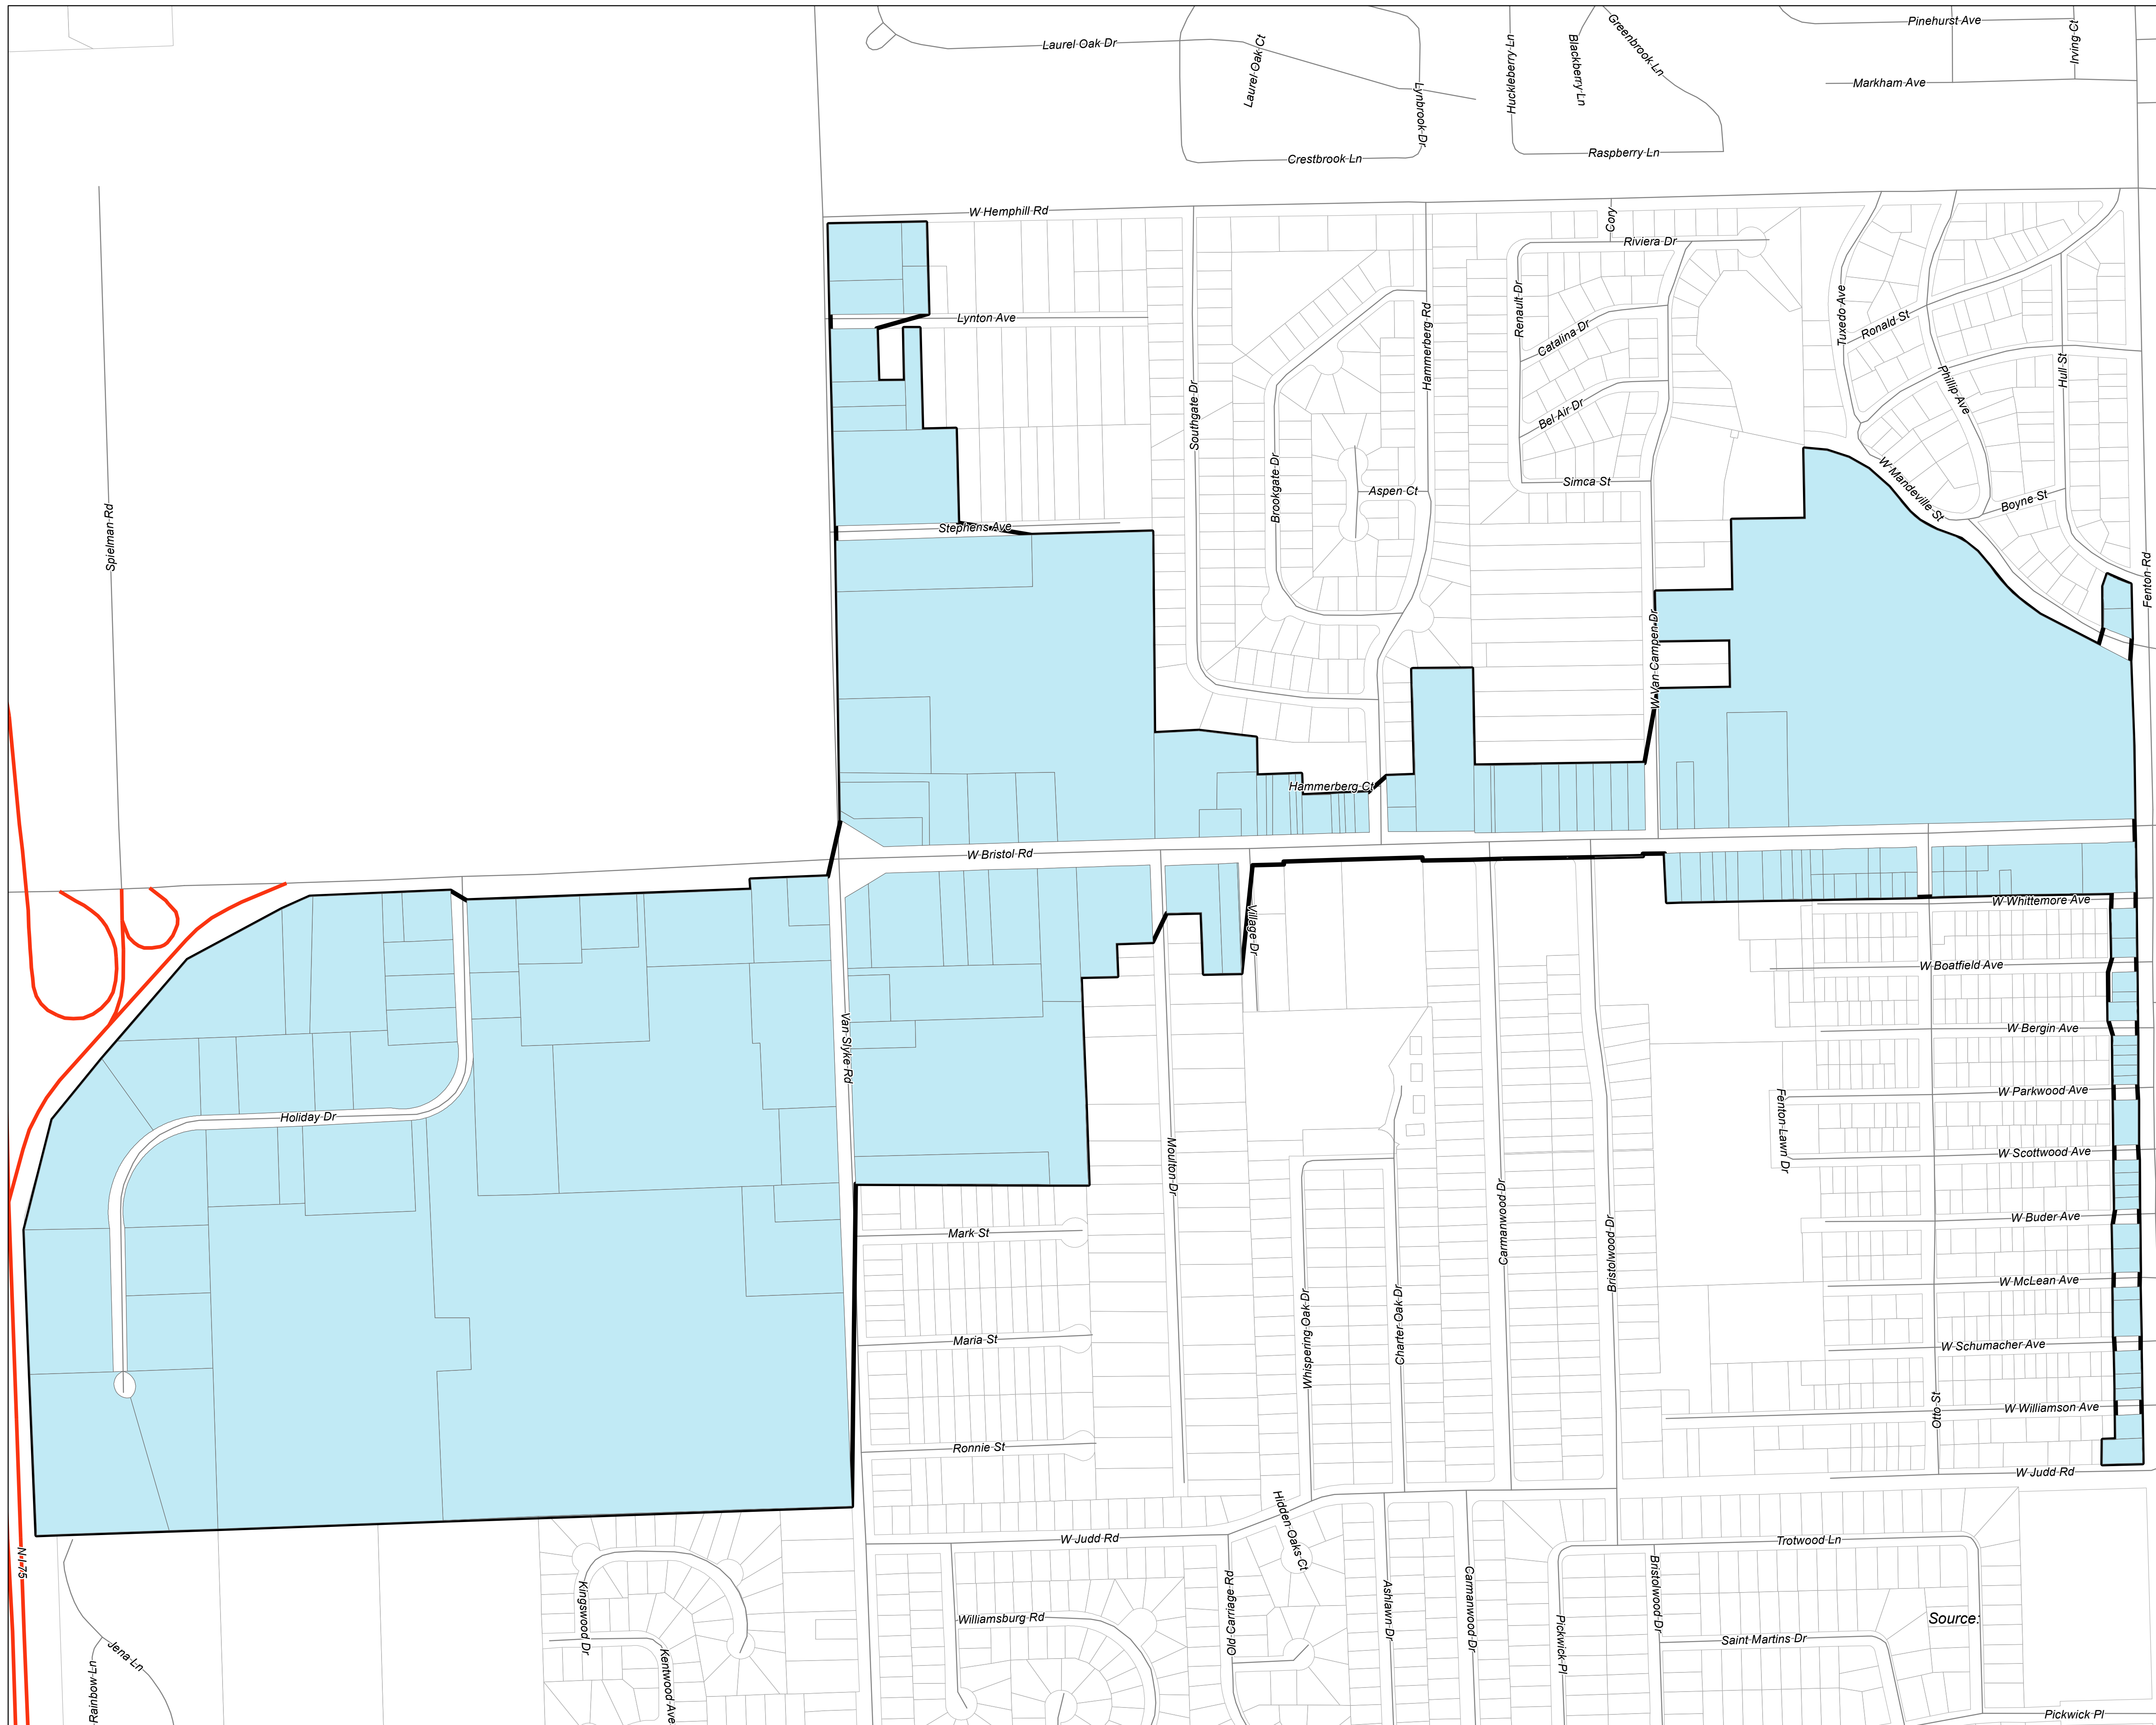 Pinehurst Ave
Laurel Oak Dr
Laurel Oak Ct
Huckleberry Ln
Blackberry Ln
Greenbrook Ln
Irving Ct
Markham Ave
Lynbrook Dr
Crestbrook Ln
Raspberry Ln
W Hemphill Rd
Cory
Riviera Dr
Lynton Ave
Southgate Dr
Hammerberg Rd
Renault Dr
Catalina Dr
Tuxedo Ave
Ronald St
Hull St
Phillip Ave
Bel Air Dr
Brookgate Dr
Aspen Ct
Simca St
W Mandeville St
Boyne St
Spielman Rd
Stephens Ave
Fenton Rd
W Van Campen Dr
Hammerberg Ct
W Bristol Rd
Village Dr
W Whittemore Ave
W Boatfield Ave
Van Slyke Rd
W Bergin Ave
W Parkwood Ave
Holiday Dr
Fenton Lawn Dr
Moulton Dr
W Scottwood Ave
Carmanwood Dr
W Buder Ave
Mark St
Bristolwood Dr
W McLean Ave
Whispering Oak Dr
Charter Oak Dr
Maria St
W Schumacher Ave
Otto St
W Williamson Ave
Ronnie St
W Judd Rd
Hidden Oaks Ct
W Judd Rd
Trotwood Ln
N I 75
Kingswood Dr
Williamsburg Rd
Old Carriage Rd
Ashlawn Dr
Carmanwood Dr
Pickwick Pl
Bristolwood Dr
Source:
Saint Martins Dr
Jena Ln
Rainbow Ln
Kentwood Ave
Pickwick Pl